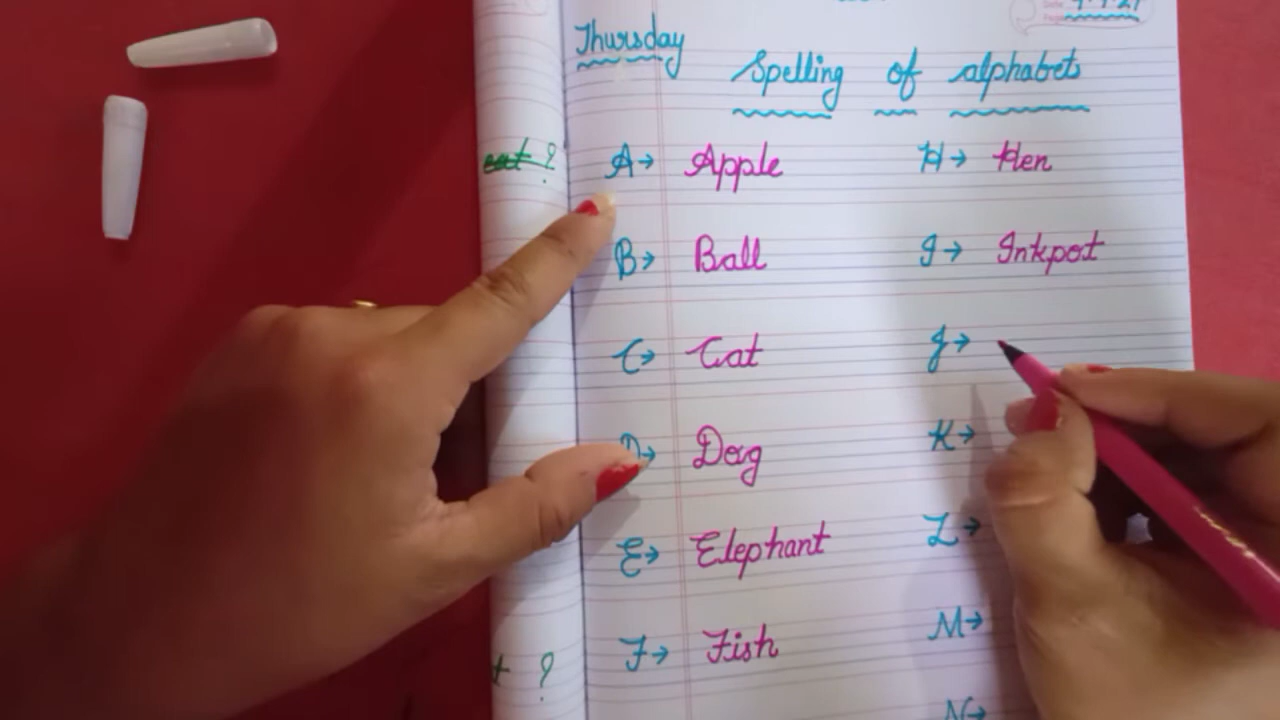 Thursday
Spelling of alphabets
A→ Apple
B→ Ball
C→ Cat
D→ Dog
E→ Elephant
F→ Fish
H→ Hen
I→ Inkpot
J→
K→
L→
M→
N→